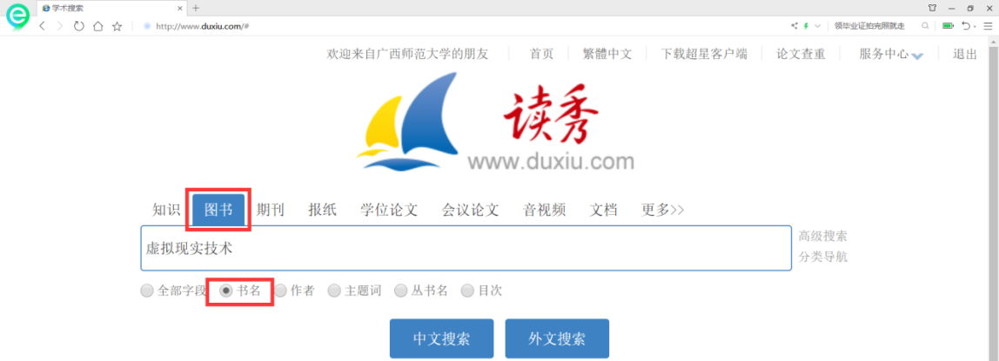 学术搜索
http://www.duxiu.com/#
领毕业证拍完照就走
欢迎来自广西师范大学的朋友 首页 繁體中文 下载超星客户端 论文查重 服务中心 退出
读秀
www.duxiu.com
知识 图书 期刊 报纸 学位论文 会议论文 音视频 文档 更多>>
虚拟现实技术
高级搜索
分类导航
全部字段 书名 作者 主题词 丛书名 目次
中文搜索 外文搜索